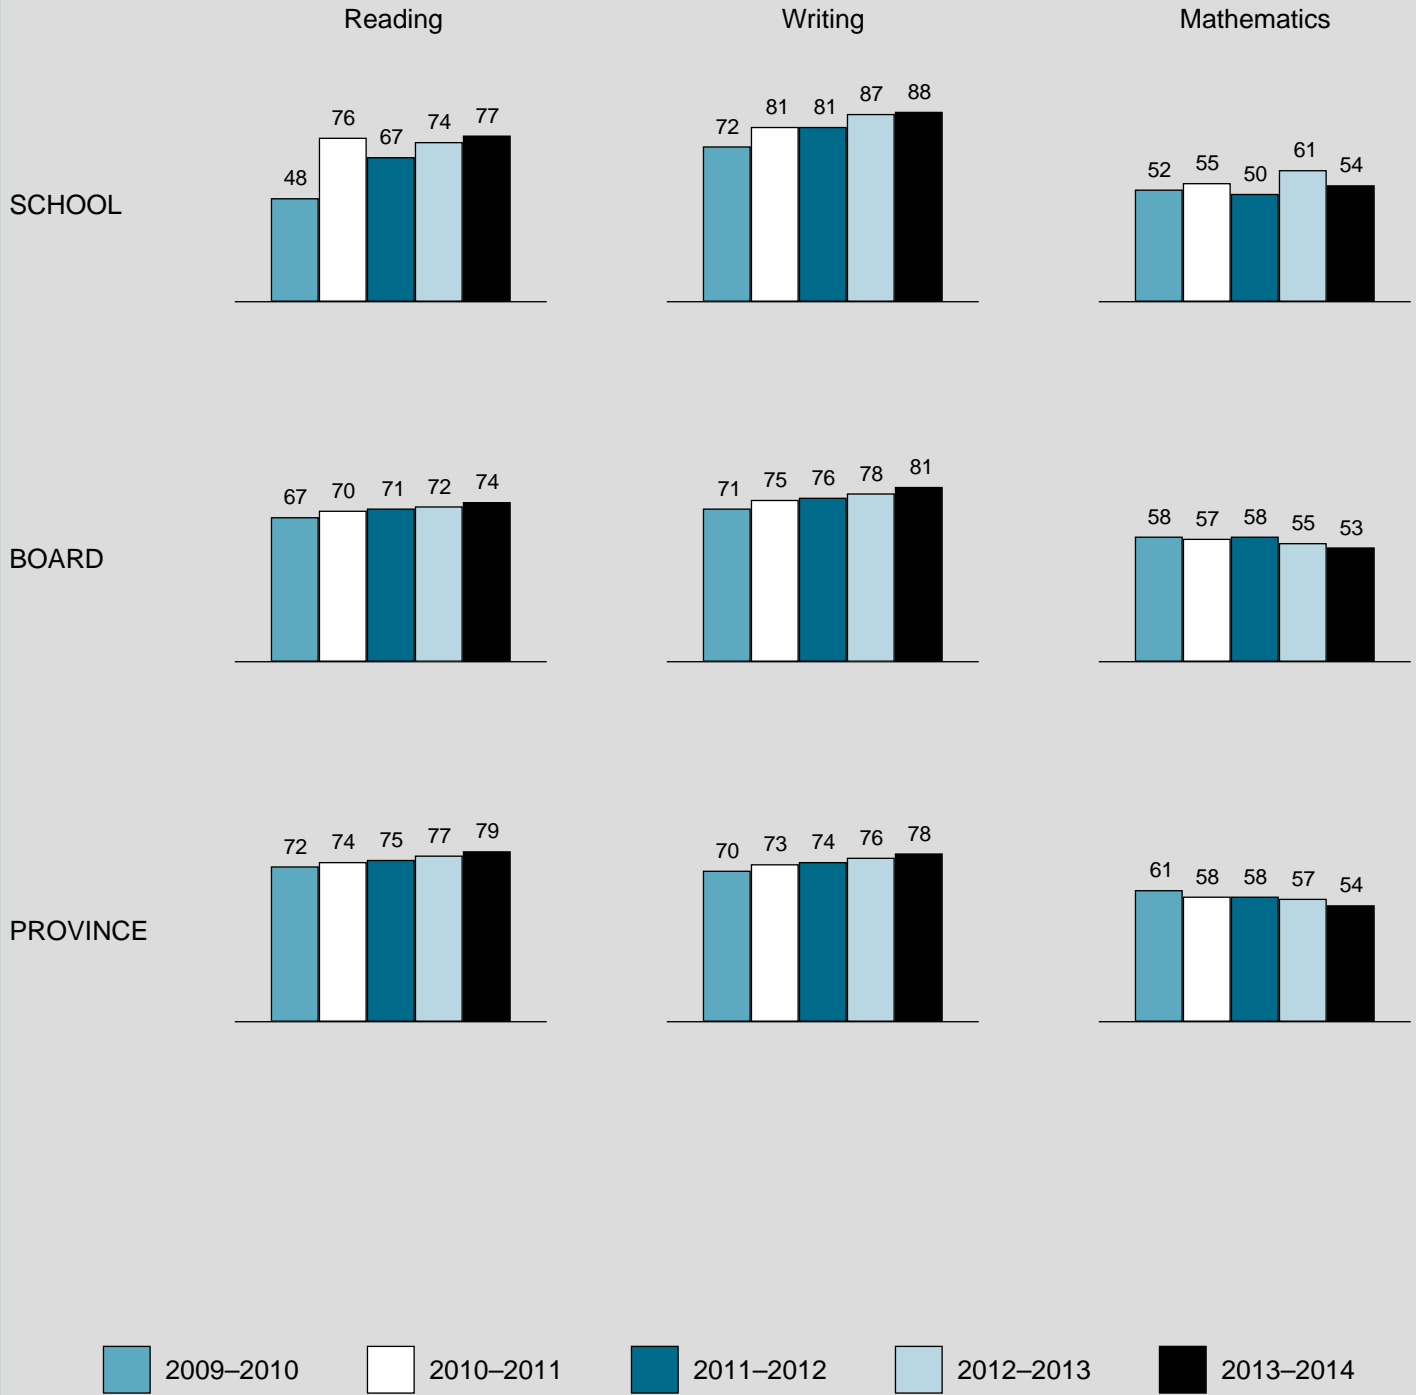 Reading Writing Mathematics
SCHOOL
48 76 67 74 77
72 81 81 87 88
52 55 50 61 54
BOARD
67 70 71 72 74
71 75 76 78 81
58 57 58 55 53
PROVINCE
72 74 75 77 79
70 73 74 76 78
61 58 58 57 54
2009–2010 2010–2011 2011–2012 2012–2013 2013–2014